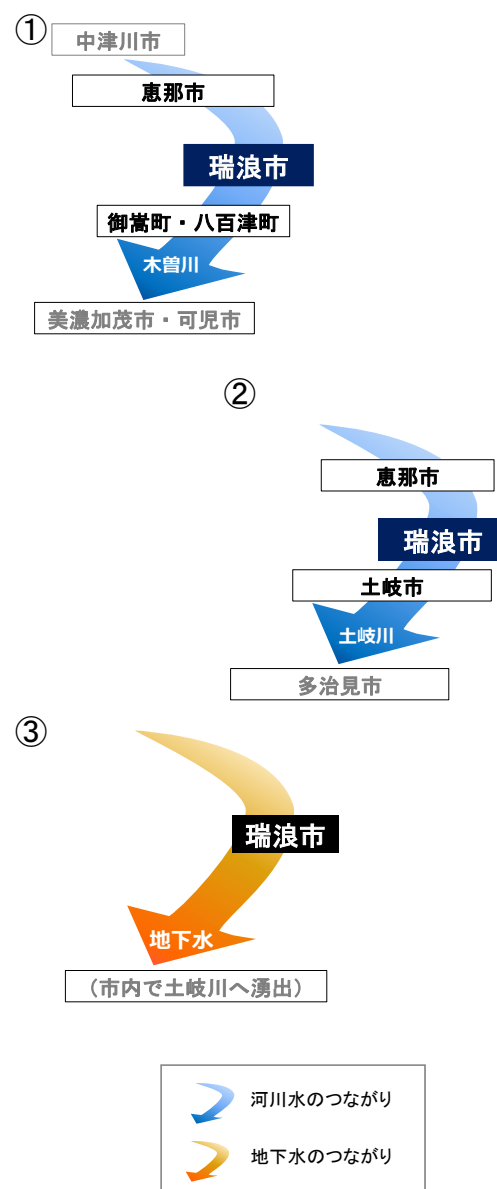 ①
中津川市
恵那市
瑞浪市
御嵩町・八百津町
木曽川
美濃加茂市・可児市
②
恵那市
瑞浪市
土岐市
土岐川
多治見市
③
瑞浪市
地下水
（市内で土岐川へ湧出）
河川水のつながり
地下水のつながり